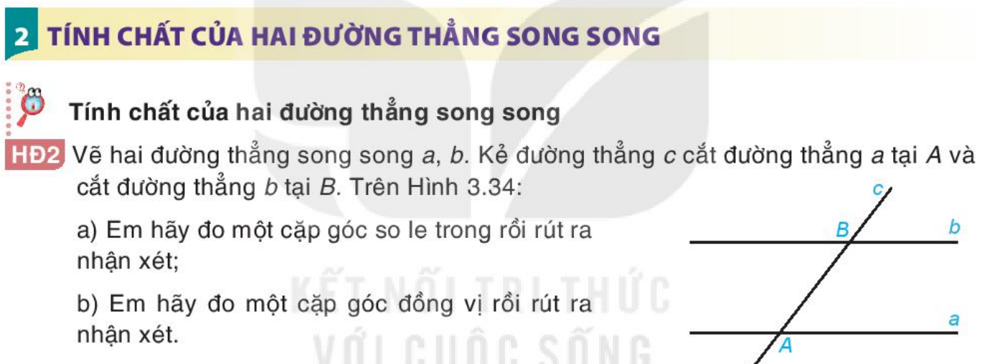 2 TÍNH CHẤT CỦA HAI ĐƯỜNG THẲNG SONG SONG
Tính chất của hai đường thẳng song song
HĐ2 Vẽ hai đường thẳng song song a, b. Kẻ đường thẳng c cắt đường thẳng a tại A và
cắt đường thẳng b tại B. Trên Hình 3.34:
a) Em hãy đo một cặp góc so le trong rồi rút ra
nhận xét;
b) Em hãy đo một cặp góc đồng vị rồi rút ra
nhận xét.
c
B
b
a
A
KẾT NỐI TRI THỨC
VỚI CUỘC SỐNG